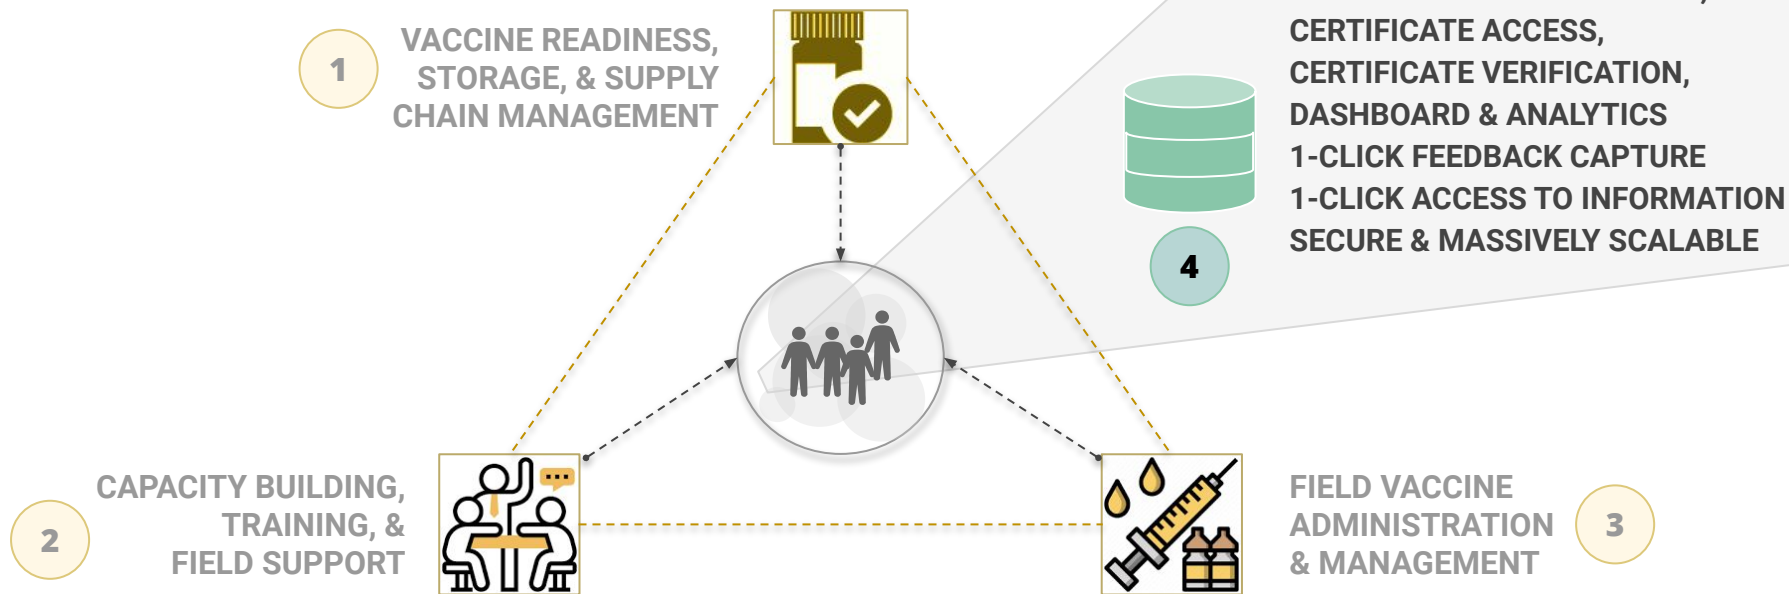 1
VACCINE READINESS,
STORAGE, & SUPPLY
CHAIN MANAGEMENT
CERTIFICATE ACCESS,
CERTIFICATE VERIFICATION,
DASHBOARD & ANALYTICS
1-CLICK FEEDBACK CAPTURE
1-CLICK ACCESS TO INFORMATION
SECURE & MASSIVELY SCALABLE
4
2
CAPACITY BUILDING,
TRAINING, &
FIELD SUPPORT
FIELD VACCINE
ADMINISTRATION
& MANAGEMENT
3